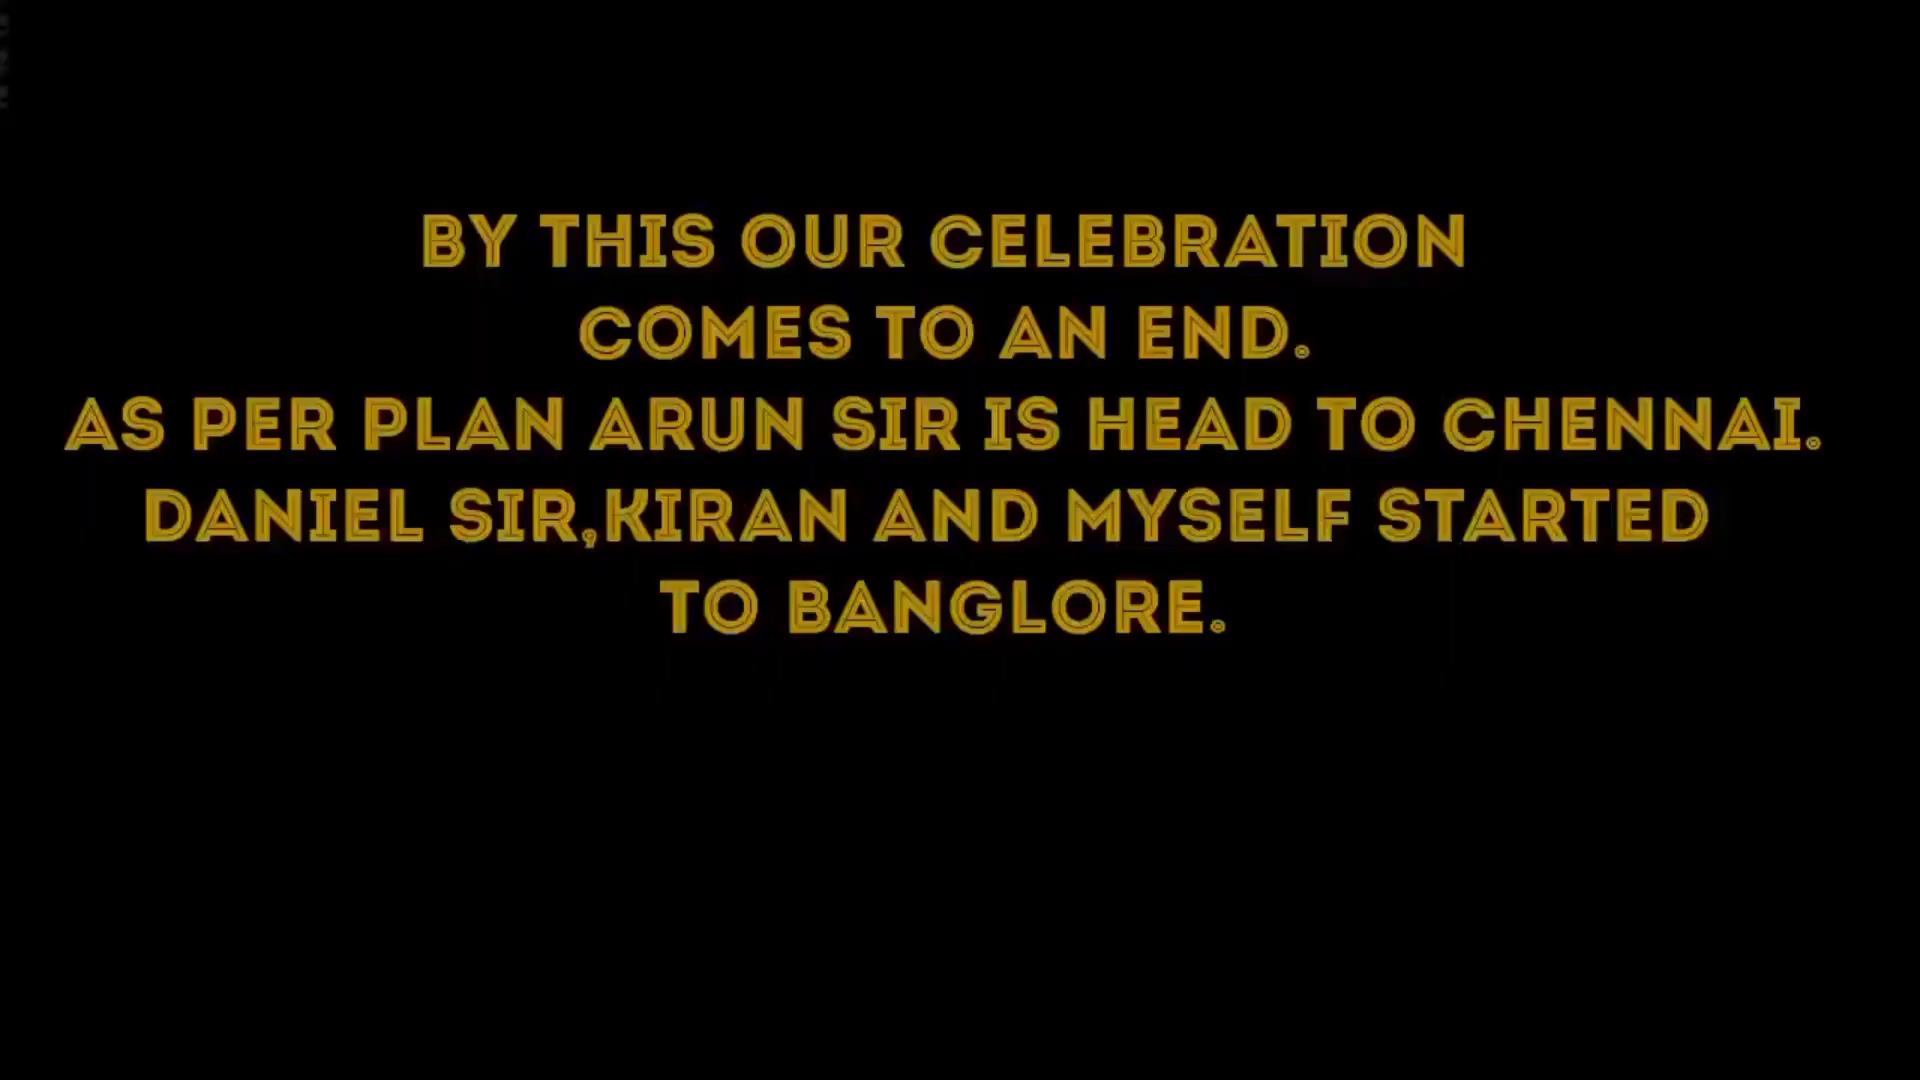 BY THIS OUR CELEBRATION
COMES TO AN END.
AS PER PLAN ARUN SIR IS HEAD TO CHENNAI.
DANIEL SIR,KIRAN AND MYSELF STARTED
TO BANGLORE.